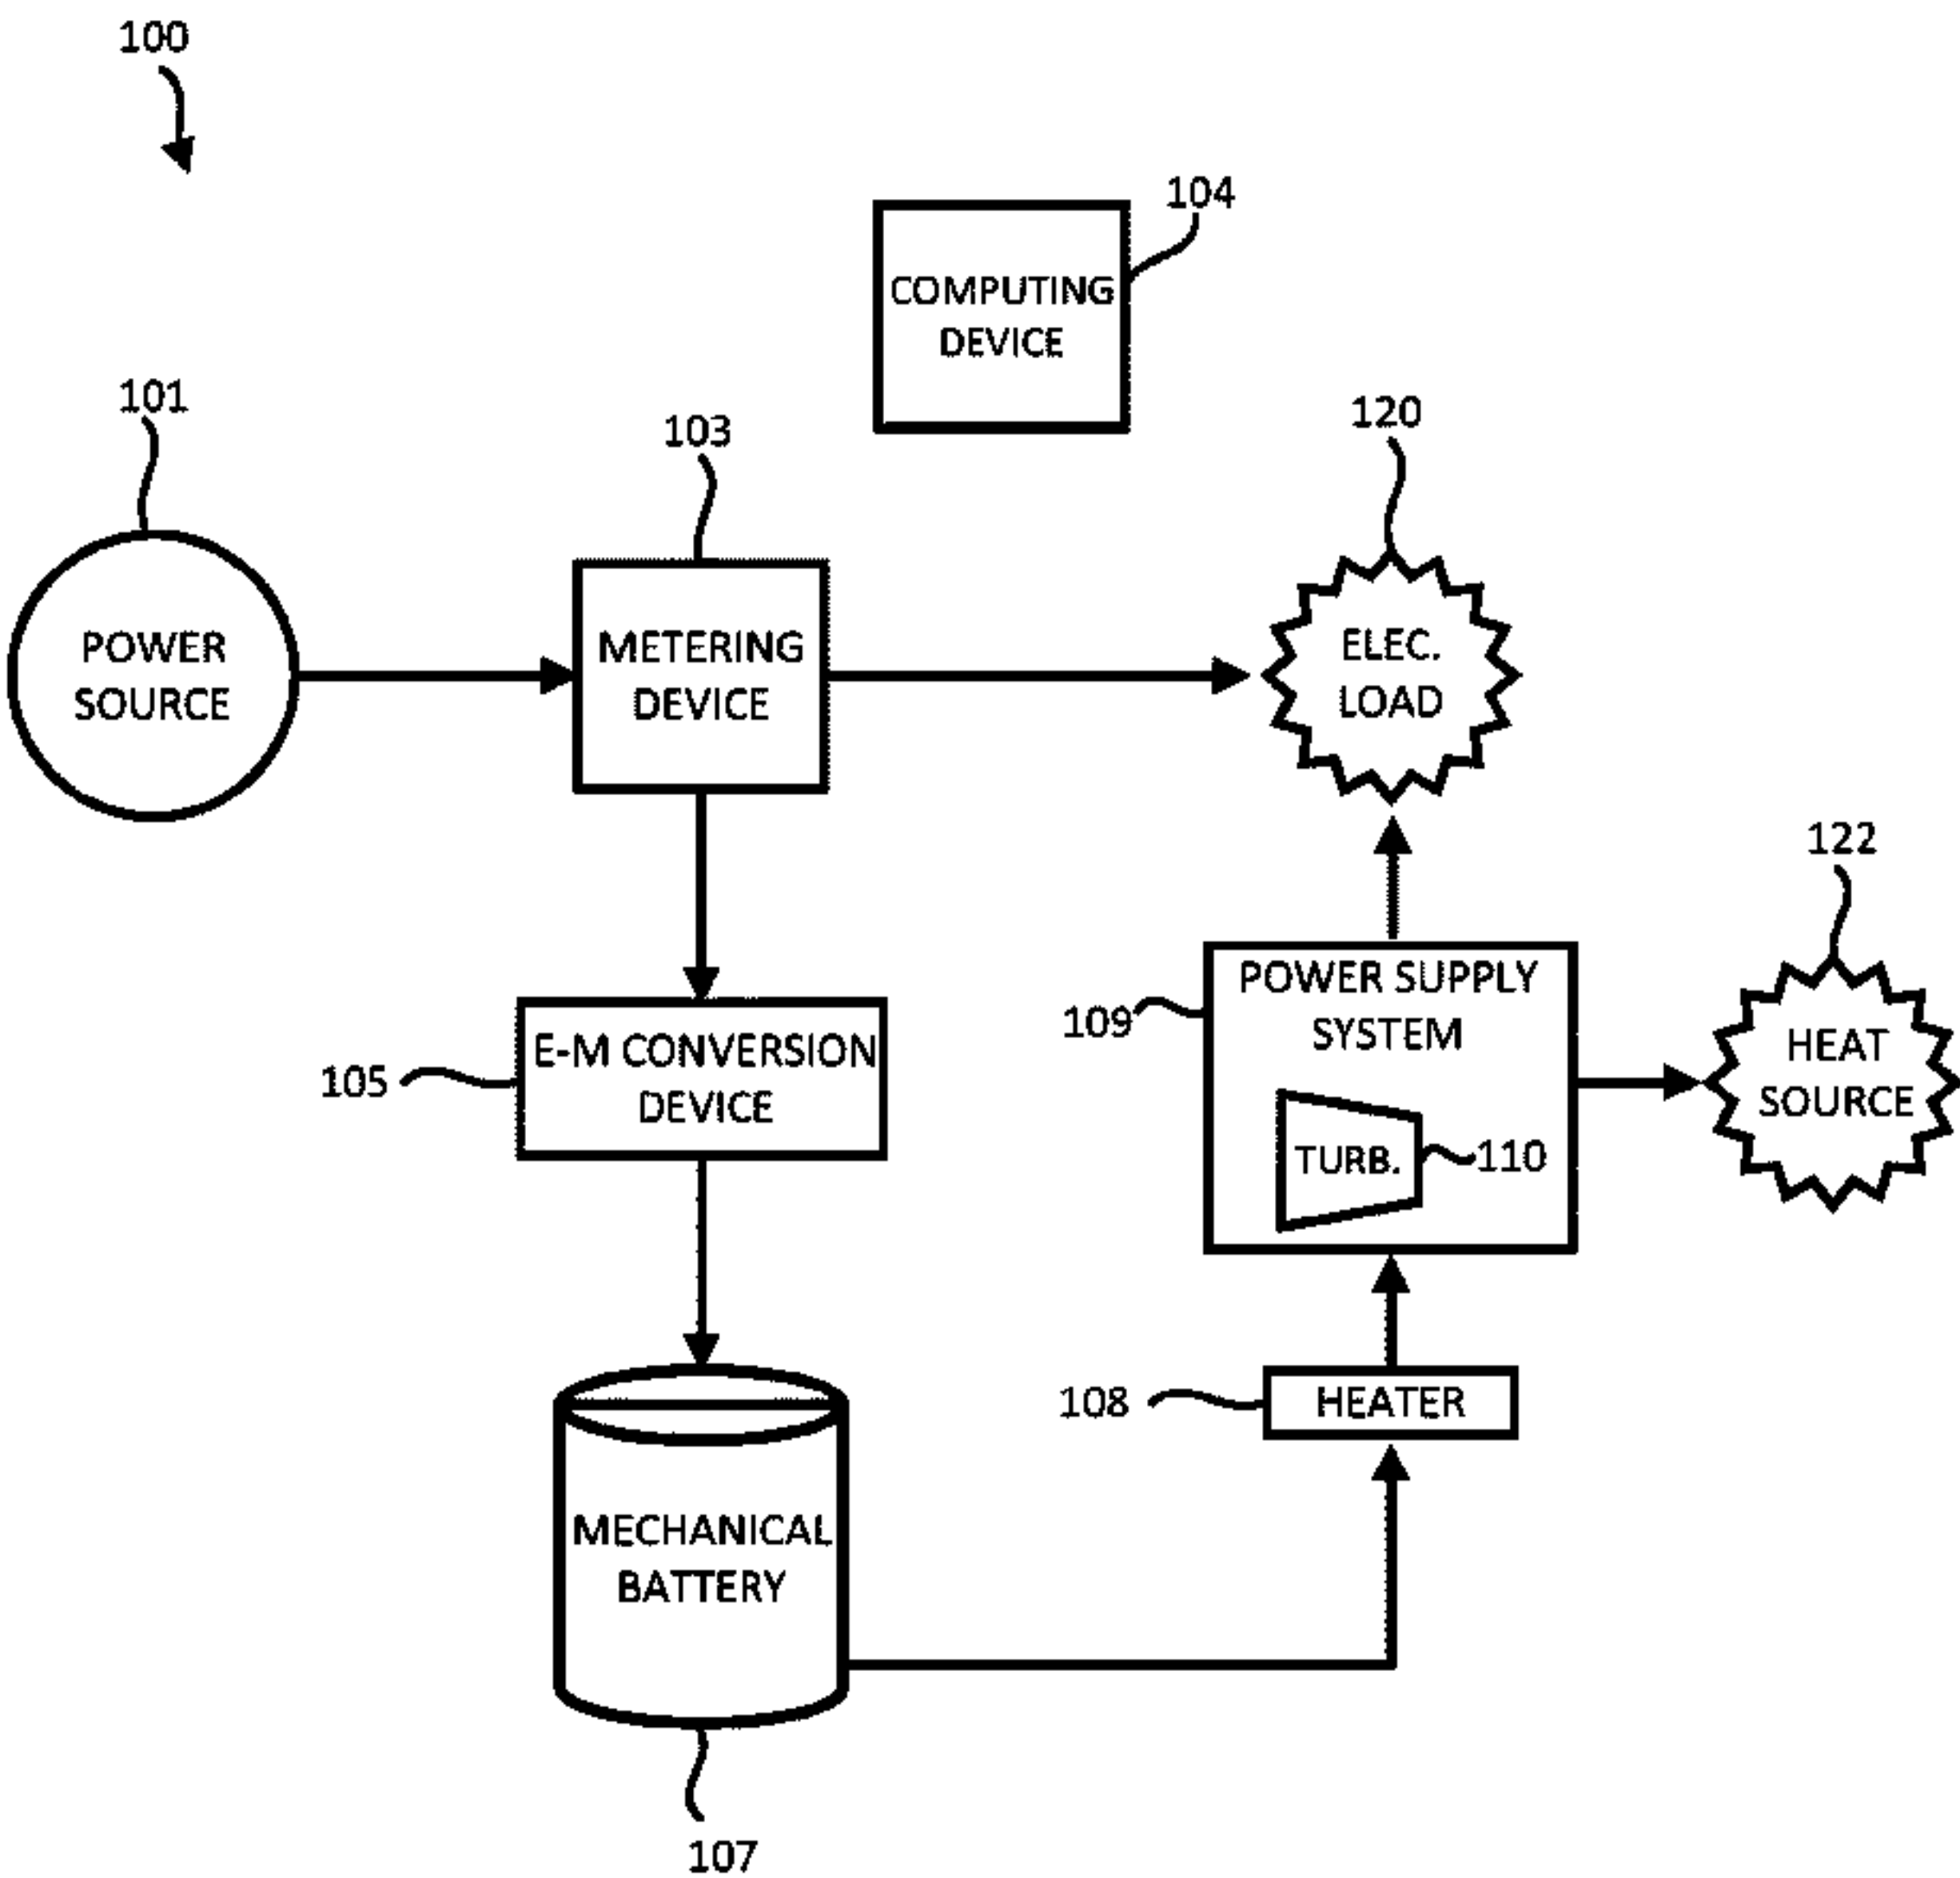 100
104
COMPUTING
DEVICE
101
103
120
POWER
SOURCE
METERING
DEVICE
ELEC.
LOAD
122
109
POWER SUPPLY
SYSTEM
TURB.
110
HEAT
SOURCE
105
E-M CONVERSION
DEVICE
108
HEATER
MECHANICAL
BATTERY
107